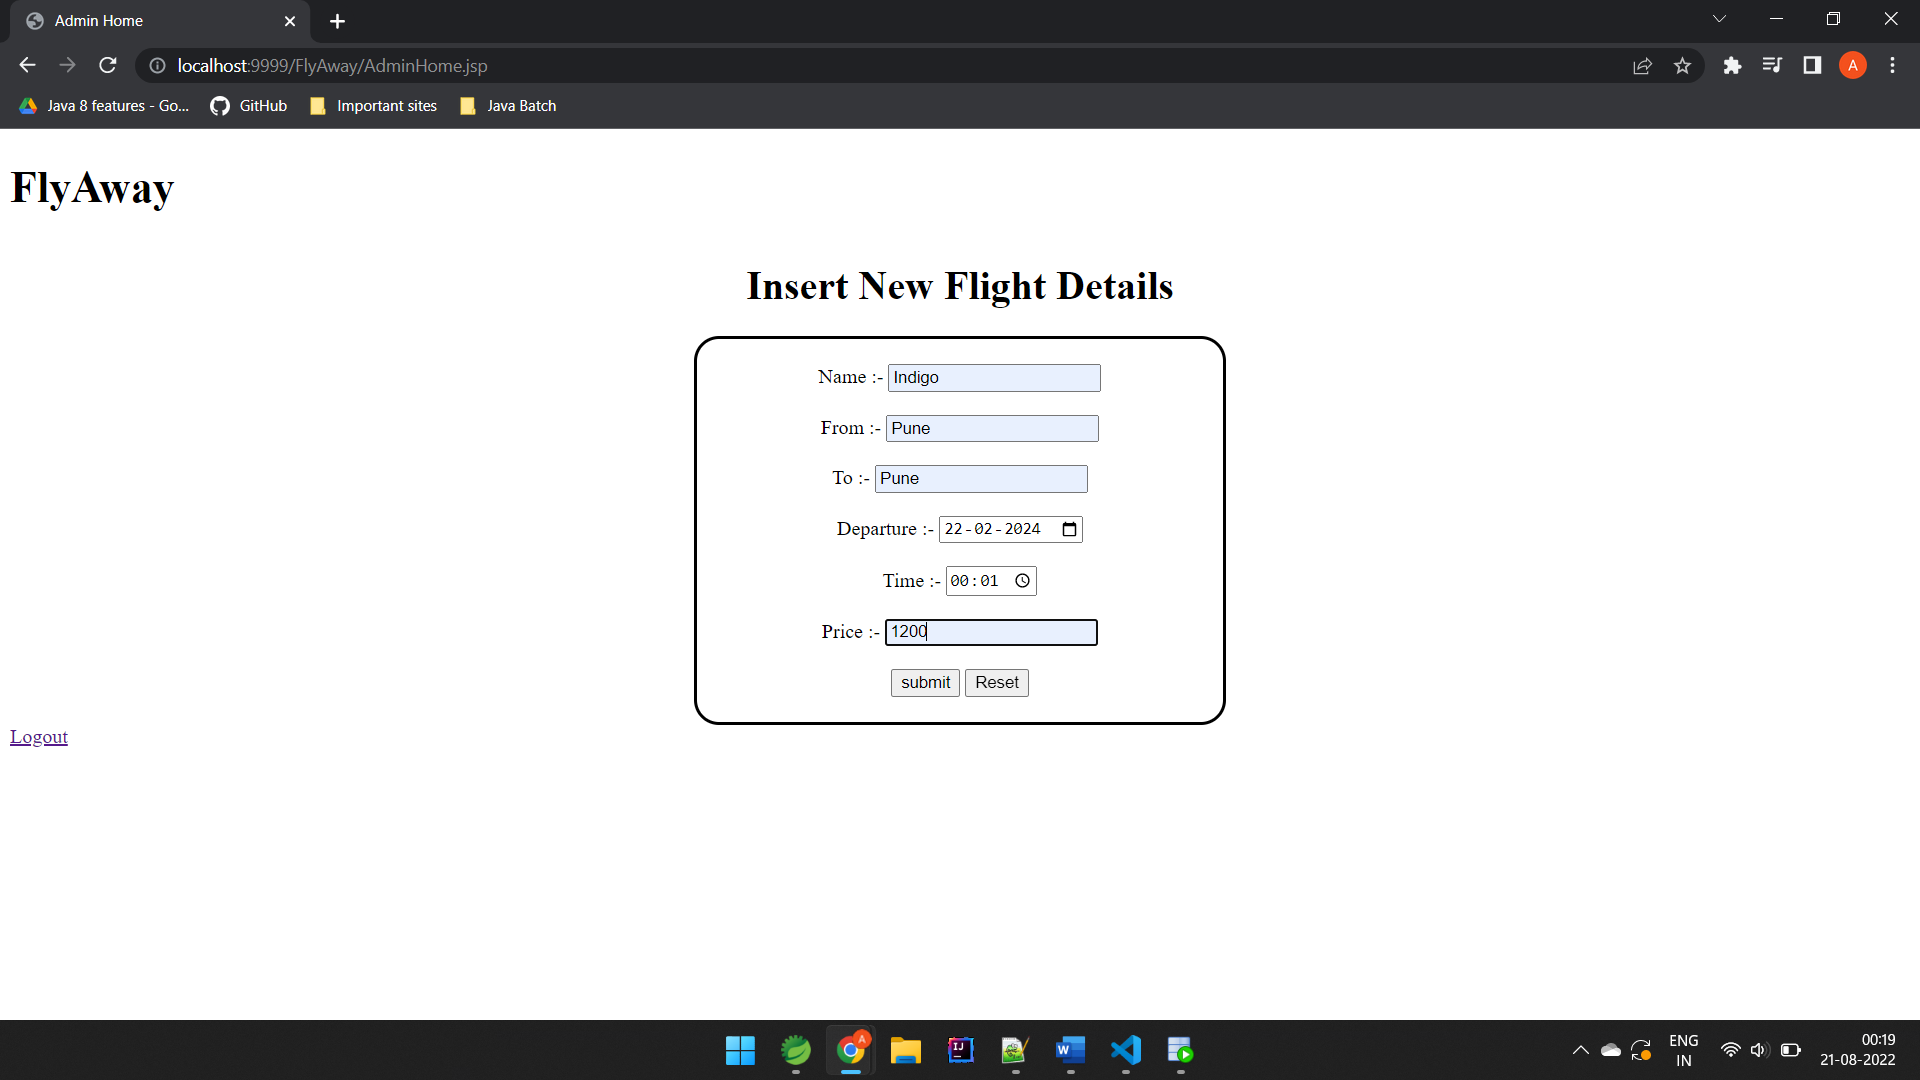 Admin Home
localhost:9999/FlyAway/AdminHome.jsp
A
Java 8 features - Go...
GitHub
Important sites
Java Batch
FlyAway
Insert New Flight Details
Name :- Indigo
From :- Pune
To :- Pune
Departure :- 22-02-2024
Time :- 00:01
Price :- 1200
submit Reset
Logout
A
IJ
W
ENG
IN
00:19
21-08-2022